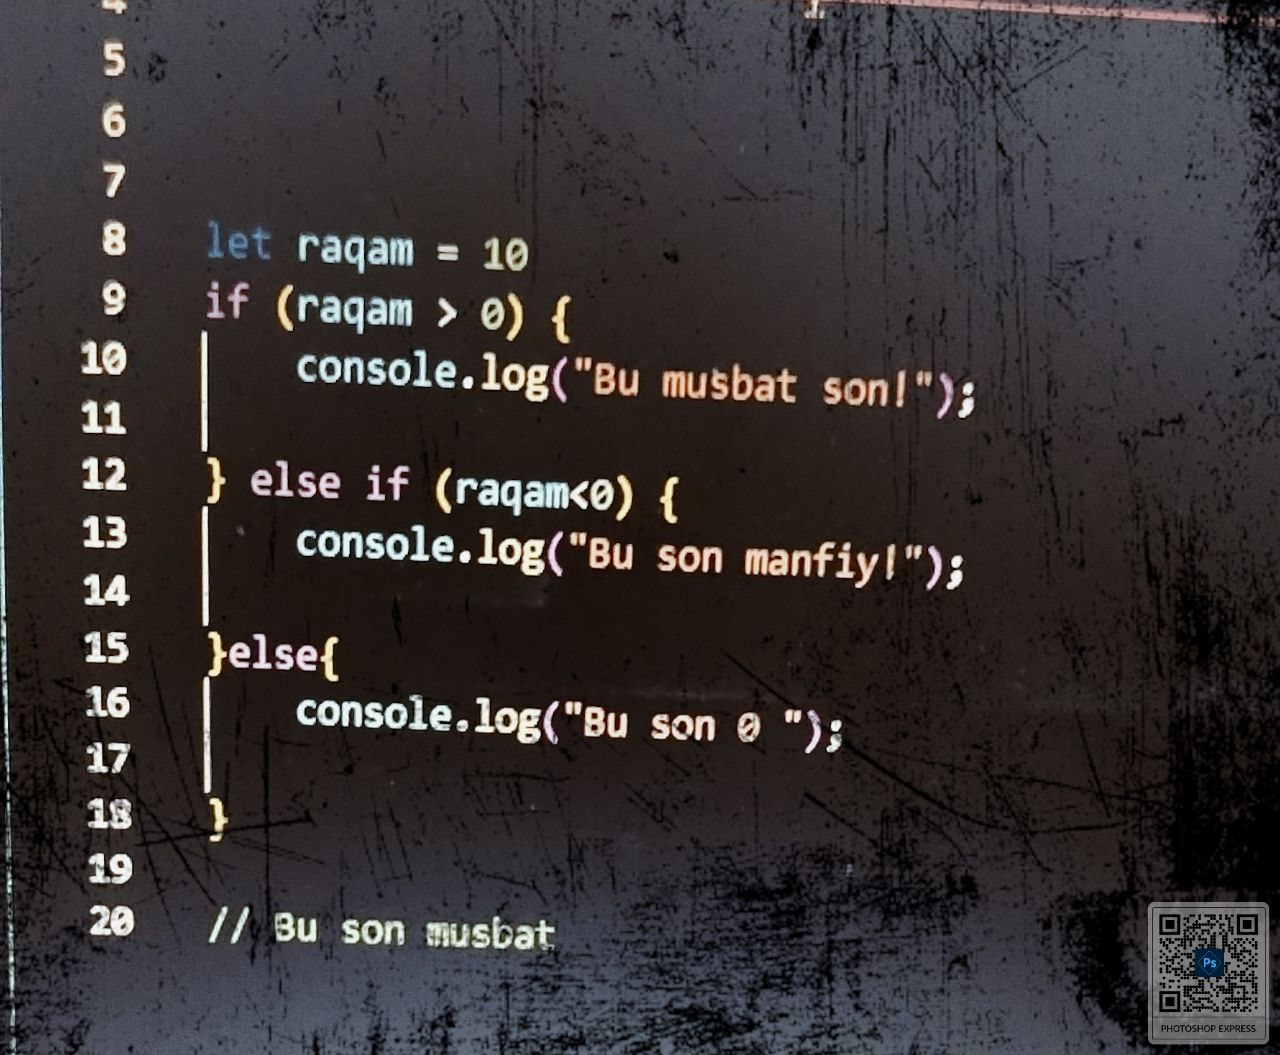 5
6
7
8 let raqam = 10
9 if (raqam > 0) {
10 console.log("Bu musbat son!");
11
12 } else if (raqam<0) {
13 console.log("Bu son manfiy!");
14
15 }else{
16 console.log("Bu son 0 ");
17
18 }
19
20 // Bu son musbat
Ps
PHOTOSHOP EXPRESS